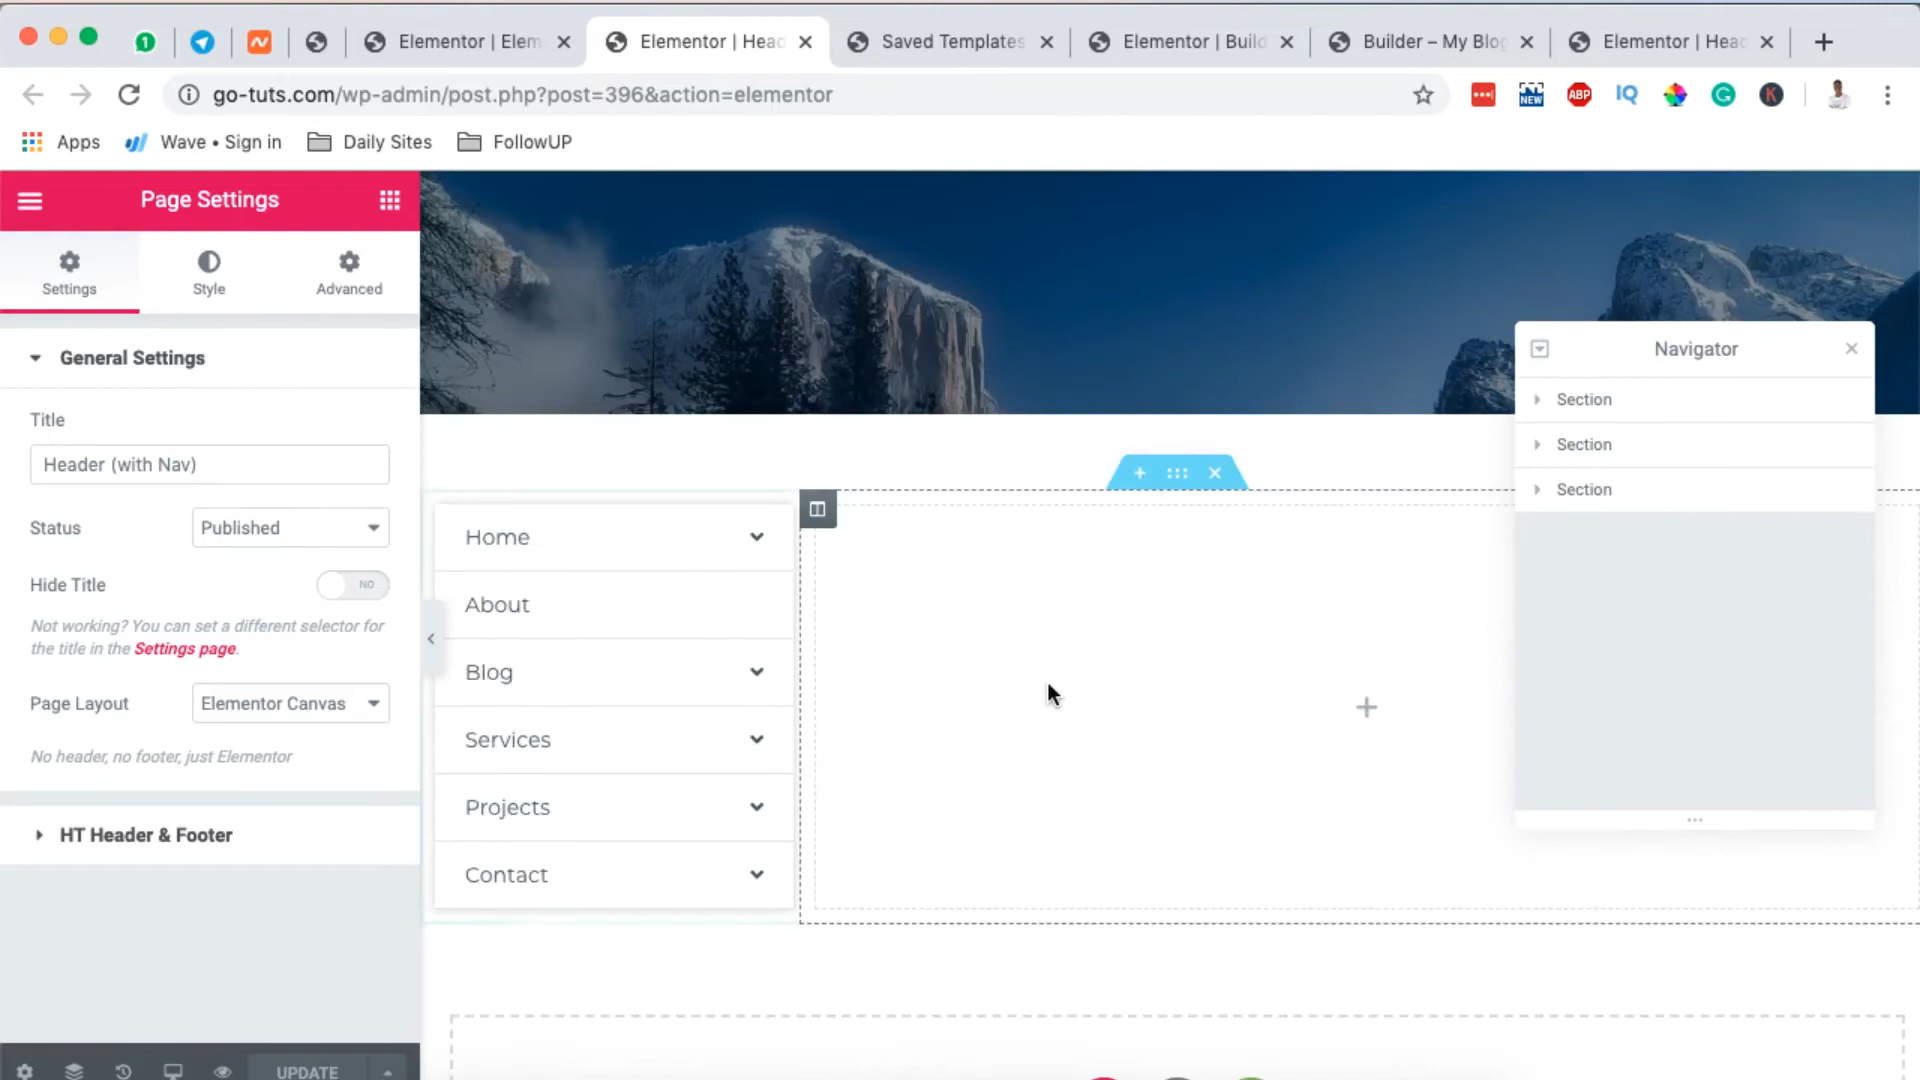 1
Elementor | Elem
Elementor | Head
Saved Templates
Elementor | Build
Builder – My Blog
Elementor | Head
go-tuts.com/wp-admin/post.php?post=396&action=elementor
NEW
ABP
IQ
K
Apps
Wave • Sign in
Daily Sites
FollowUP
Page Settings
Settings
Style
Advanced
General Settings
Title
Header (with Nav)
Status
Published
Hide Title
NO
Not working? You can set a different selector for
the title in the Settings page.
Page Layout
Elementor Canvas
No header, no footer, just Elementor
HT Header & Footer
UPDATE
Home
About
Blog
Services
Projects
Contact
Navigator
Section
Section
Section